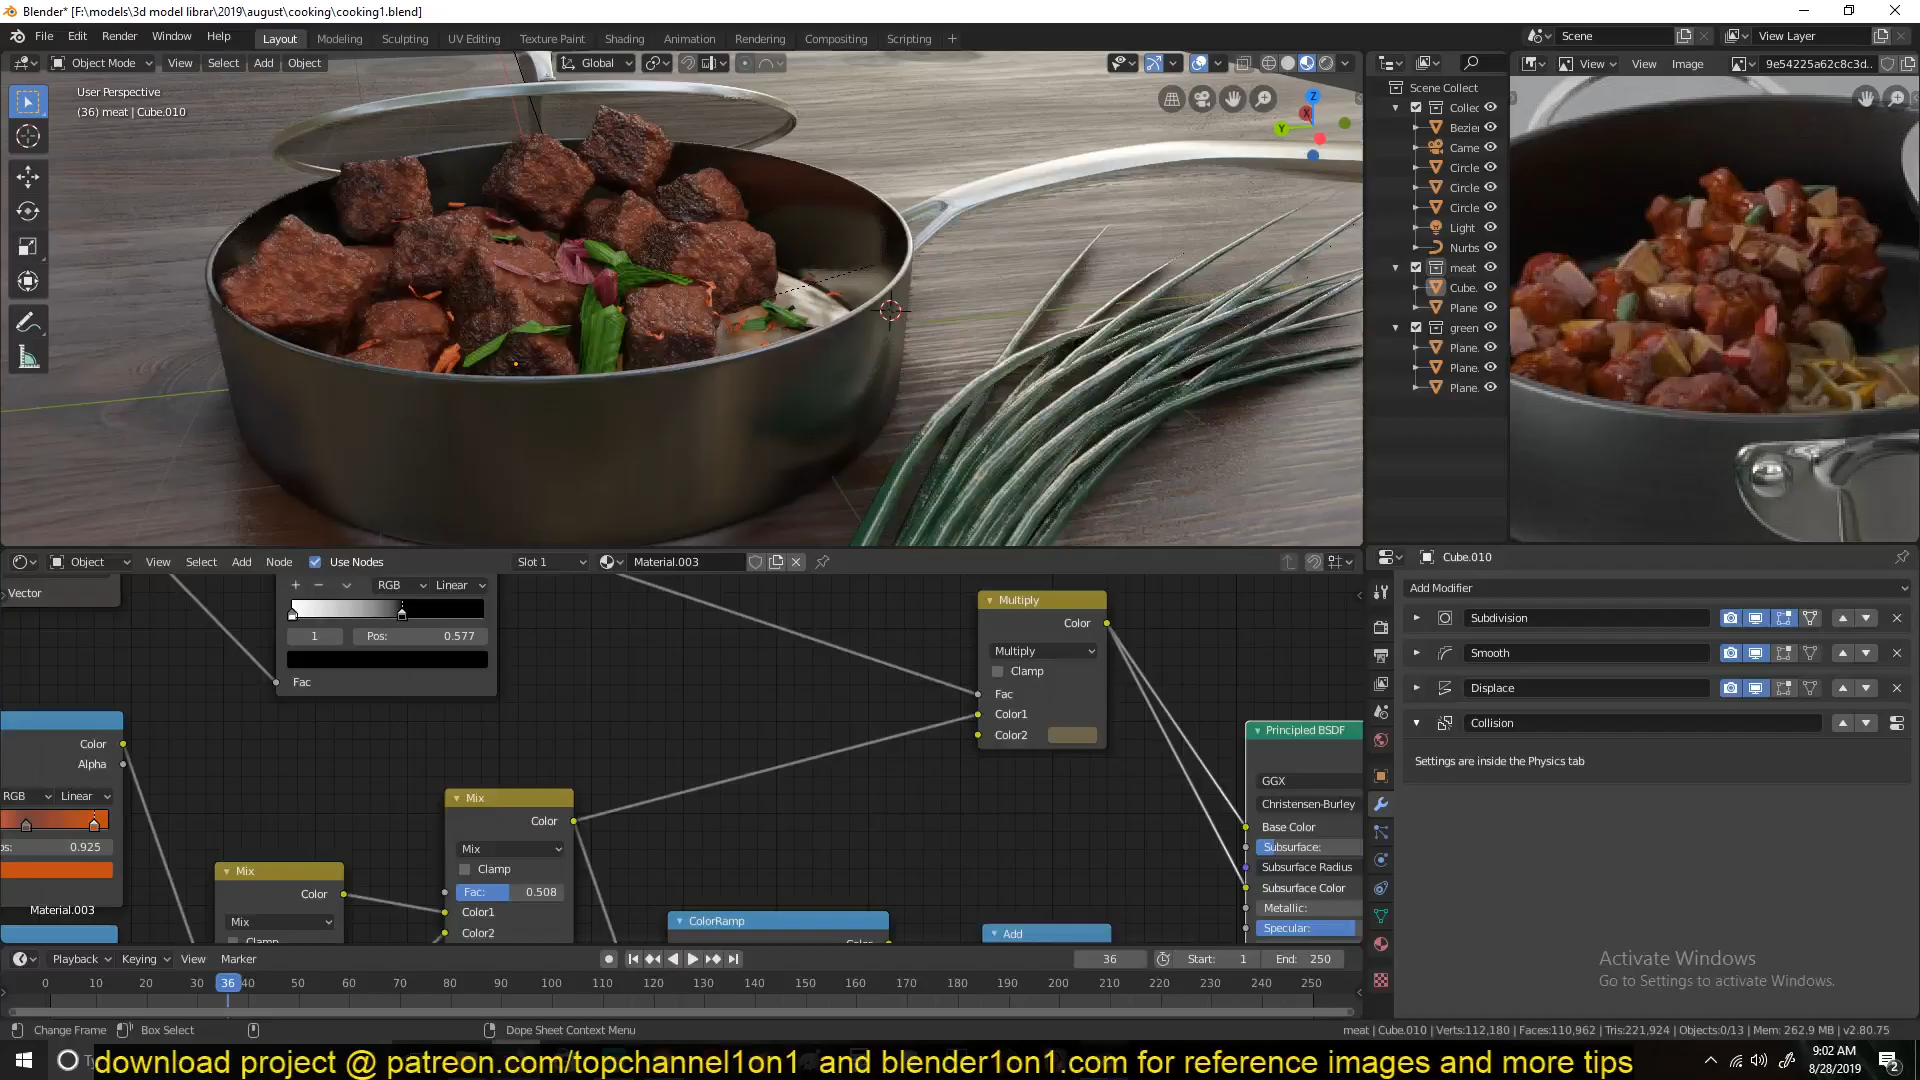 Blender* [F:\models\3d model librar\2019\august\cooking\cooking1.blend]
File Edit Render Window Help Layout Modeling Sculpting UV Editing Texture Paint Shading Animation Rendering Compositing Scripting + Scene View Layer
Object Mode View Select Add Object Global View View Image 9e54225a62c8c3d..
User Perspective
(36) meat | Cube.010
Scene Collect
Collec
Bezie
Came
Circle
Circle
Circle
Light
Nurbs
meat
Cube.
Plane
green
Plane.
Plane.
Plane.
X
Y
Z
Object View Select Add Node Use Nodes Slot 1 Material.003
Vector
RGB Linear
1 Pos: 0.577
Fac
Multiply
Color
Multiply
Clamp
Fac
Color1
Color2
Color
Alpha
RGB Linear
os: 0.925
Material.003
Mix
Color
Mix
Clamp
Mix
Color
Mix
Clamp
Fac: 0.508
Color1
Color2
ColorRamp
Add
Principled BSDF
GGX
Christensen-Burley
Base Color
Subsurface:
Subsurface Radius
Subsurface Color
Metallic:
Specular:
Cube.010
Add Modifier
Subdivision
Smooth
Displace
Collision
Settings are inside the Physics tab
Activate Windows
Go to Settings to activate Windows.
Playback Keying View Marker 36 Start: 1 End: 250
0 10 20 36 40 50 60 70 80 90 100 110 120 130 140 150 160 170 180 190 200 210 220 230 240 250
Change Frame Box Select Dope Sheet Context Menu meat | Cube.010 | Verts:112,180 | Faces:110,962 | Tris:221,924 | Objects:0/13 | Mem: 262.9 MB | v2.80.75
download project @ patreon.com/topchannel1on1 and blender1on1.com for reference images and more tips
9:02 AM
8/28/2019
2